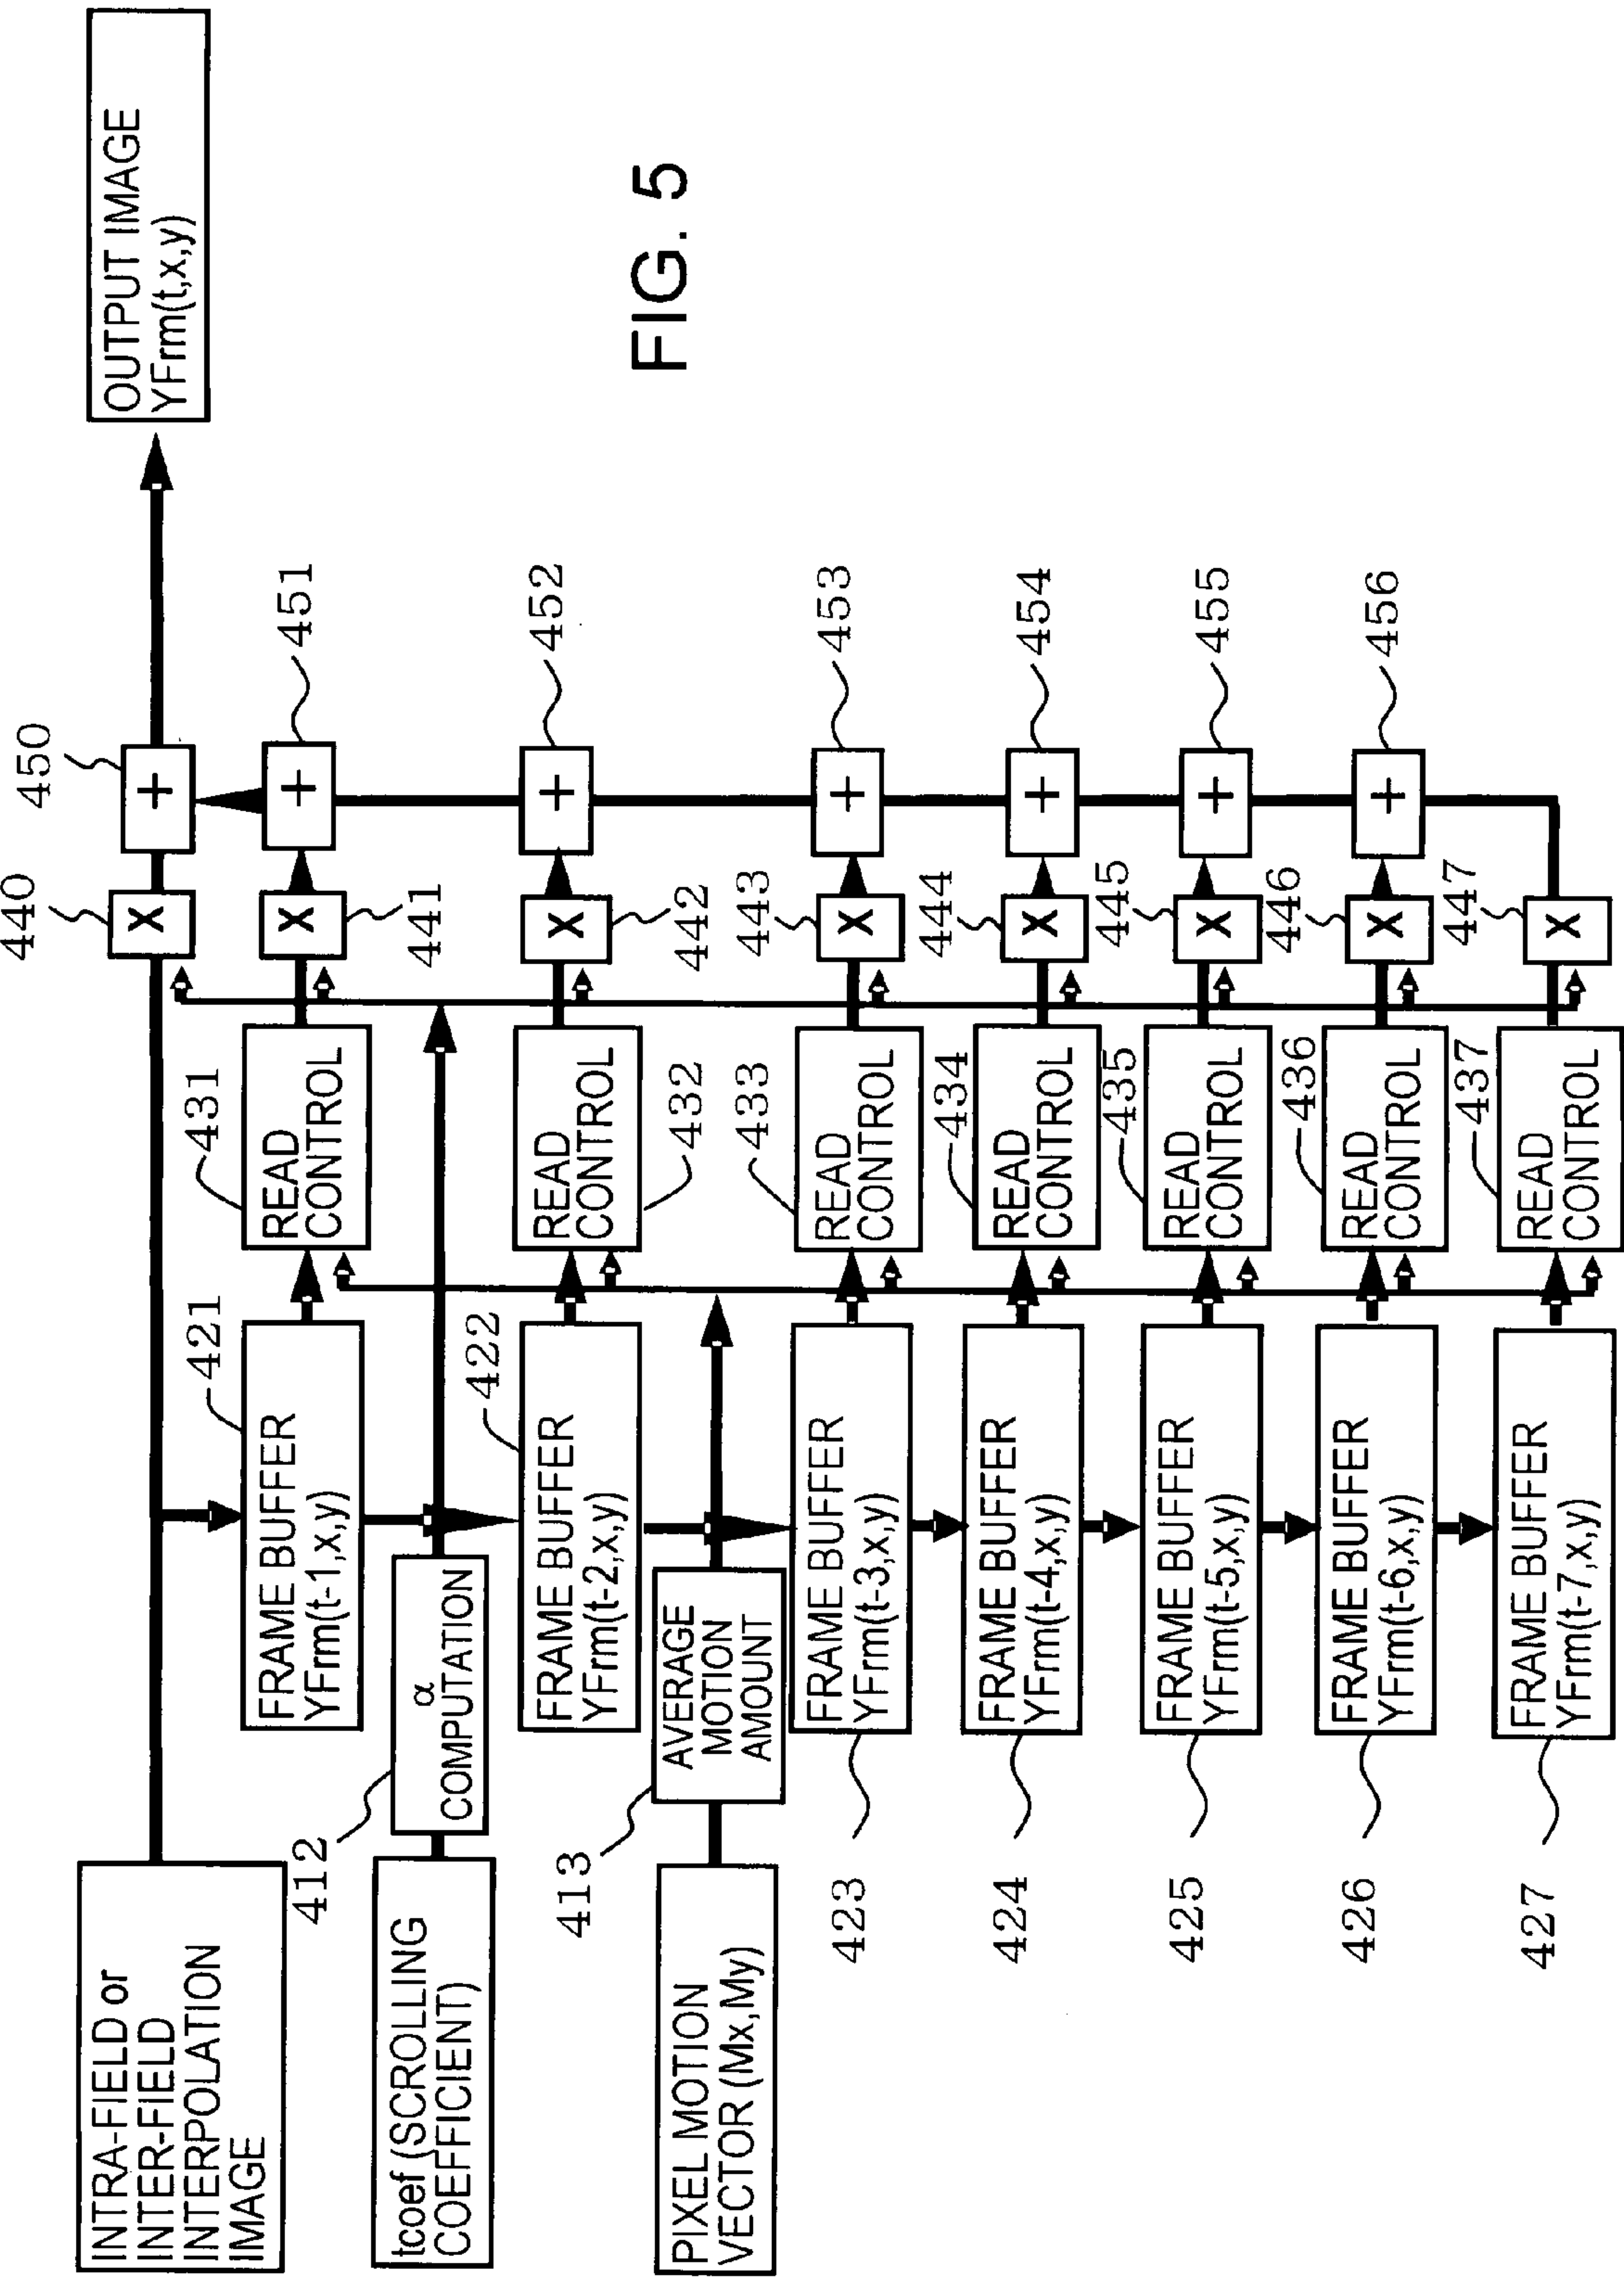 INTRA-FIELD or
INTER-FIELD
INTERPOLATION
IMAGE
440
X
450
+
OUTPUT IMAGE
YFrm(t,x,y)
421
FRAME BUFFER
YFrm(t-1,x,y)
431
READ
CONTROL
X
441
+
451
tcoef (SCROLLING
COEFFICIENT)
412
α
COMPUTATION
422
FRAME BUFFER
YFrm(t-2,x,y)
READ
CONTROL
432
X
442
+
452
PIXEL MOTION
VECTOR (Mx,My)
413
AVERAGE
MOTION
AMOUNT
FIG. 5
423
FRAME BUFFER
YFrm(t-3,x,y)
433
READ
CONTROL
443
X
+
453
424
FRAME BUFFER
YFrm(t-4,x,y)
434
READ
CONTROL
444
X
+
454
425
FRAME BUFFER
YFrm(t-5,x,y)
435
READ
CONTROL
445
X
+
455
426
FRAME BUFFER
YFrm(t-6,x,y)
436
READ
CONTROL
446
X
+
456
427
FRAME BUFFER
YFrm(t-7,x,y)
437
READ
CONTROL
447
X